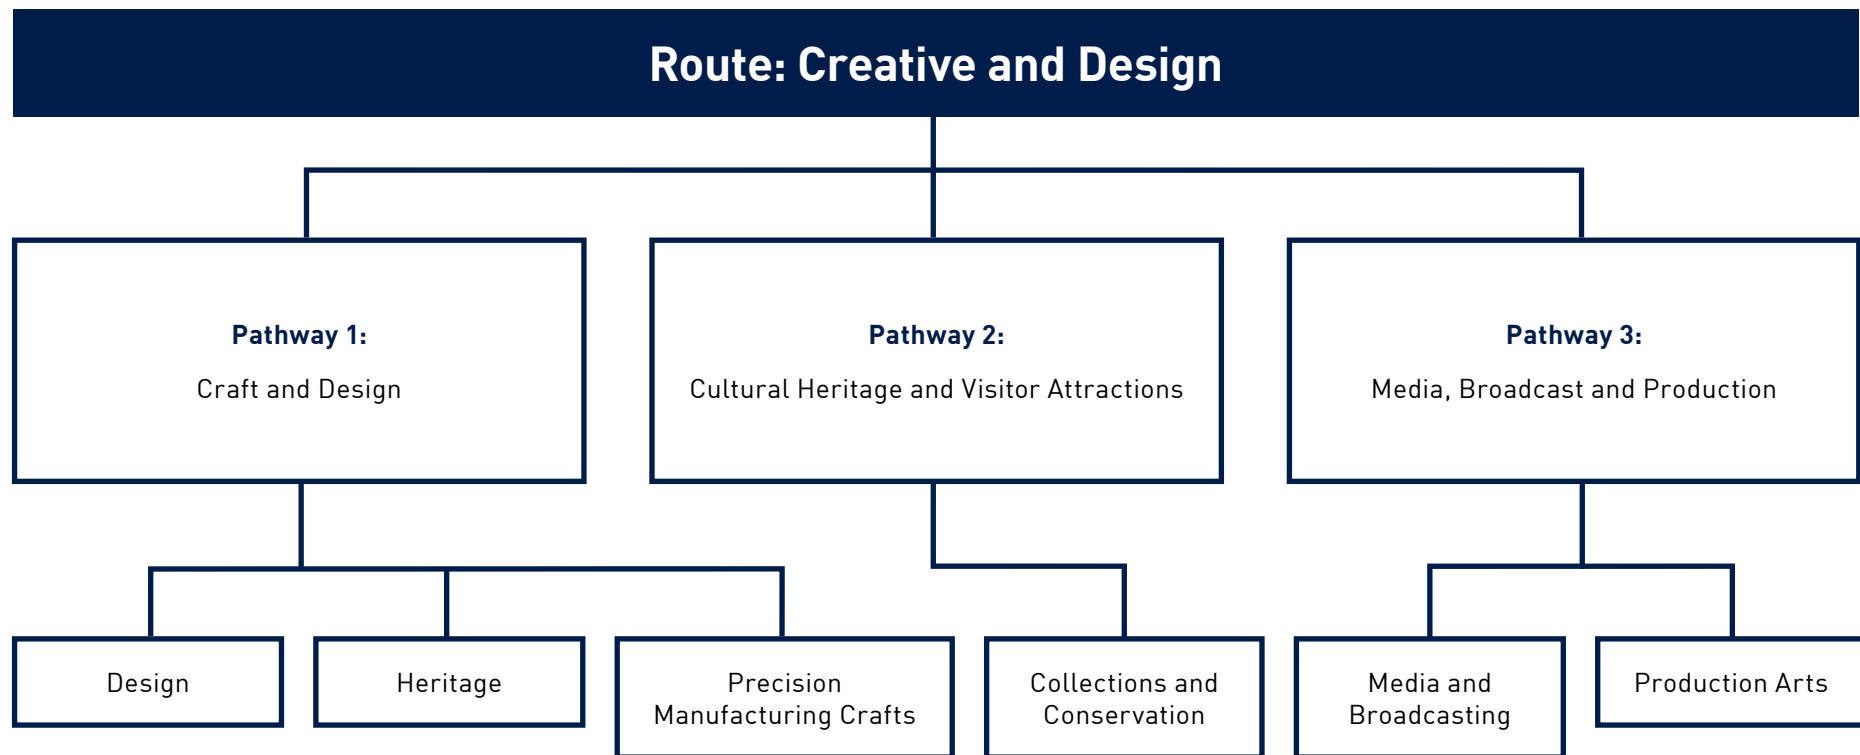 Route: Creative and Design
Pathway 1:
Craft and Design
Pathway 2:
Cultural Heritage and Visitor Attractions
Pathway 3:
Media, Broadcast and Production
Design
Heritage
Precision
Manufacturing Crafts
Collections and
Conservation
Media and
Broadcasting
Production Arts